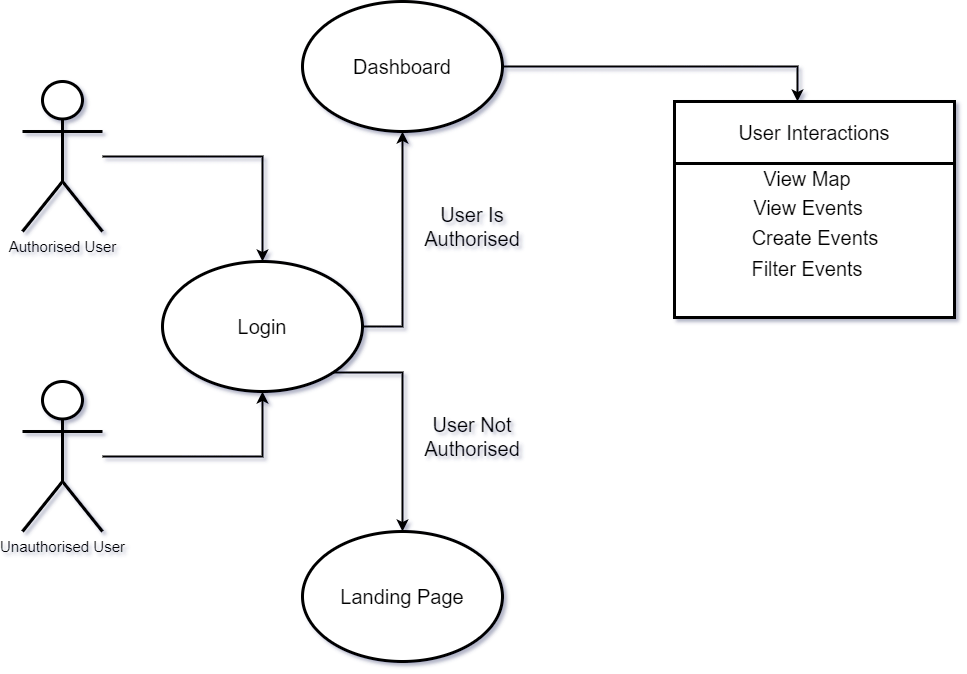 Dashboard
User Interactions
View Map
View Events
Create Events
Filter Events
Authorised User
User Is
Authorised
Login
User Not
Authorised
Unauthorised User
Landing Page